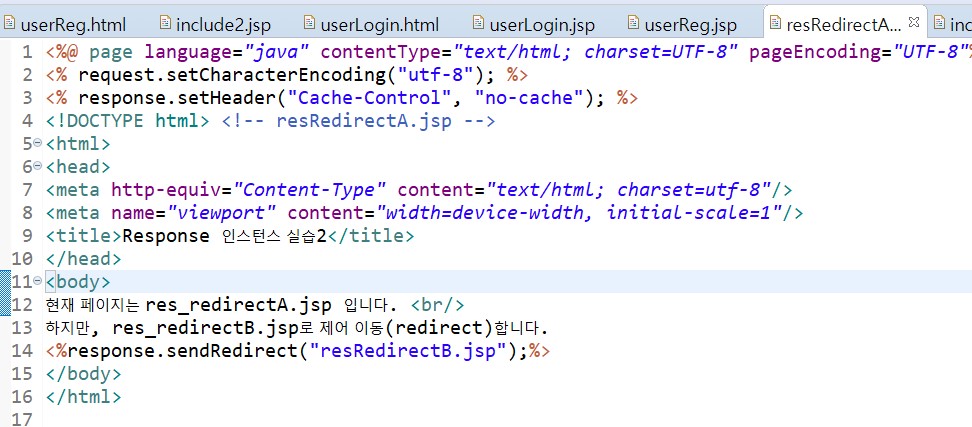 userReg.html include2.jsp userLogin.html userLogin.jsp userReg.jsp resRedirectA... inc
1 <%@ page language="java" contentType="text/html; charset=UTF-8" pageEncoding="UTF-8"%
2 <% request.setCharacterEncoding("utf-8"); %>
3 <% response.setHeader("Cache-Control", "no-cache"); %>
4 <!DOCTYPE html> <!-- resRedirectA.jsp -->
5 <html>
6 <head>
7 <meta http-equiv="Content-Type" content="text/html; charset=utf-8"/>
8 <meta name="viewport" content="width=device-width, initial-scale=1"/>
9 <title>Response 인스턴스 실습2</title>
10 </head>
11 <body>
12 현재 페이지는 res_redirectA.jsp 입니다. <br/>
13 하지만, res_redirectB.jsp로 제어 이동(redirect)합니다.
14 <%response.sendRedirect("resRedirectB.jsp");%>
15 </body>
16 </html>
17